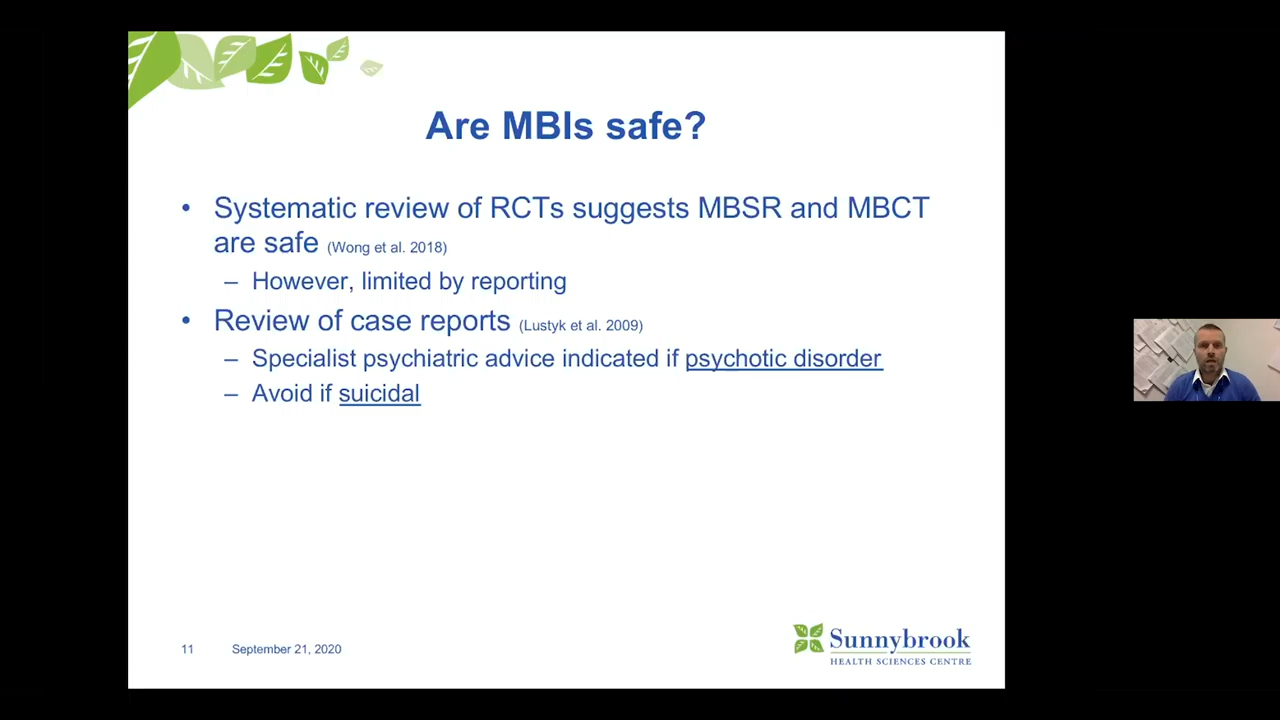 Are MBIs safe?
• Systematic review of RCTs suggests MBSR and MBCT
are safe (Wong et al. 2018)
– However, limited by reporting
• Review of case reports (Lustyk et al. 2009)
– Specialist psychiatric advice indicated if psychotic disorder
– Avoid if suicidal
11 September 21, 2020
Sunnybrook
HEALTH SCIENCES CENTRE